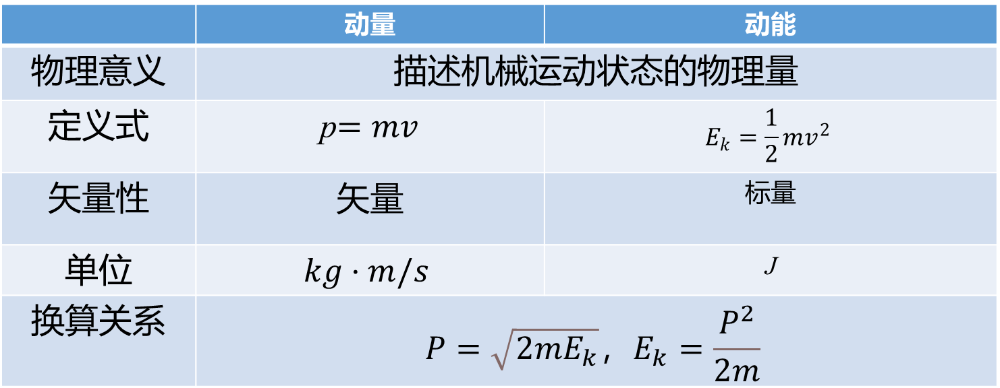 动量 动能
物理意义 描述机械运动状态的物理量
定义式 p= mv E_k = \frac{1}{2} mv^2
矢量性 矢量 标量
单位 kg · m/s J
换算关系 P = \sqrt{2mE_k}, E_k = \frac{P^2}{2m}